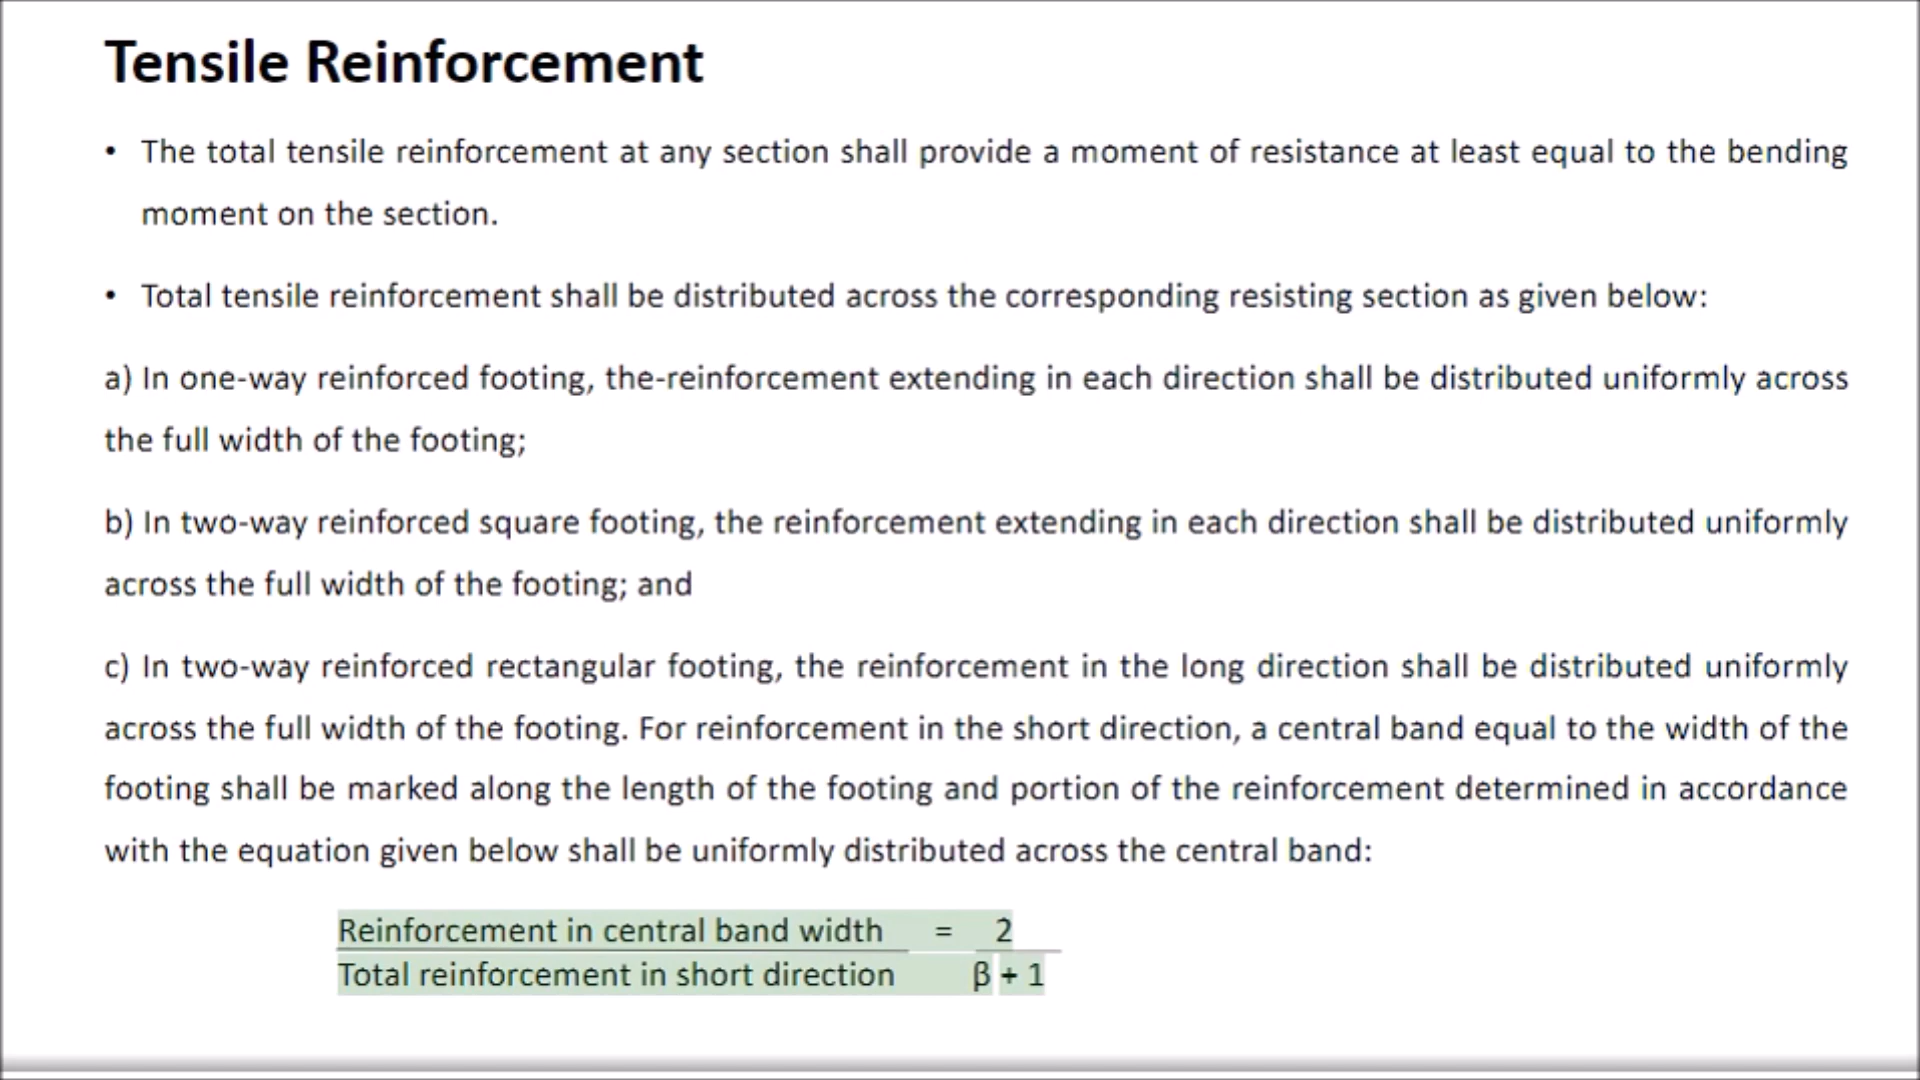 Tensile Reinforcement
• The total tensile reinforcement at any section shall provide a moment of resistance at least equal to the bending
moment on the section.
• Total tensile reinforcement shall be distributed across the corresponding resisting section as given below:
a) In one-way reinforced footing, the-reinforcement extending in each direction shall be distributed uniformly across
the full width of the footing;
b) In two-way reinforced square footing, the reinforcement extending in each direction shall be distributed uniformly
across the full width of the footing; and
c) In two-way reinforced rectangular footing, the reinforcement in the long direction shall be distributed uniformly
across the full width of the footing. For reinforcement in the short direction, a central band equal to the width of the
footing shall be marked along the length of the footing and portion of the reinforcement determined in accordance
with the equation given below shall be uniformly distributed across the central band:
Reinforcement in central band width = 2
Total reinforcement in short direction β + 1